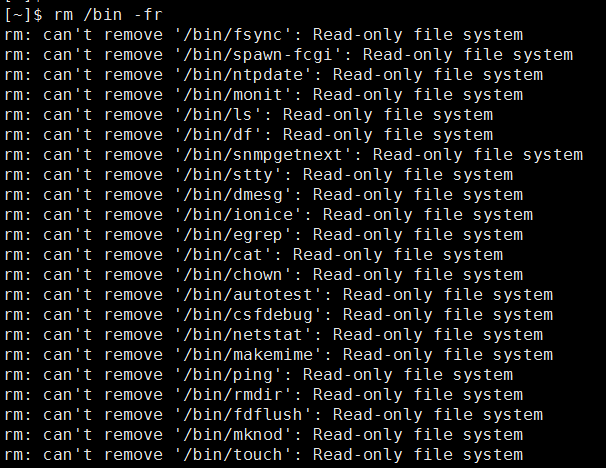 [~]$ rm /bin -fr
rm: can't remove '/bin/fsync': Read-only file system
rm: can't remove '/bin/spawn-fcgi': Read-only file system
rm: can't remove '/bin/ntpdate': Read-only file system
rm: can't remove '/bin/monit': Read-only file system
rm: can't remove '/bin/ls': Read-only file system
rm: can't remove '/bin/df': Read-only file system
rm: can't remove '/bin/snmpgetnext': Read-only file system
rm: can't remove '/bin/stty': Read-only file system
rm: can't remove '/bin/dmesg': Read-only file system
rm: can't remove '/bin/ionice': Read-only file system
rm: can't remove '/bin/egrep': Read-only file system
rm: can't remove '/bin/cat': Read-only file system
rm: can't remove '/bin/chown': Read-only file system
rm: can't remove '/bin/autotest': Read-only file system
rm: can't remove '/bin/csfdebug': Read-only file system
rm: can't remove '/bin/netstat': Read-only file system
rm: can't remove '/bin/makemime': Read-only file system
rm: can't remove '/bin/ping': Read-only file system
rm: can't remove '/bin/rmdir': Read-only file system
rm: can't remove '/bin/fdflush': Read-only file system
rm: can't remove '/bin/mknod': Read-only file system
rm: can't remove '/bin/touch': Read-only file system